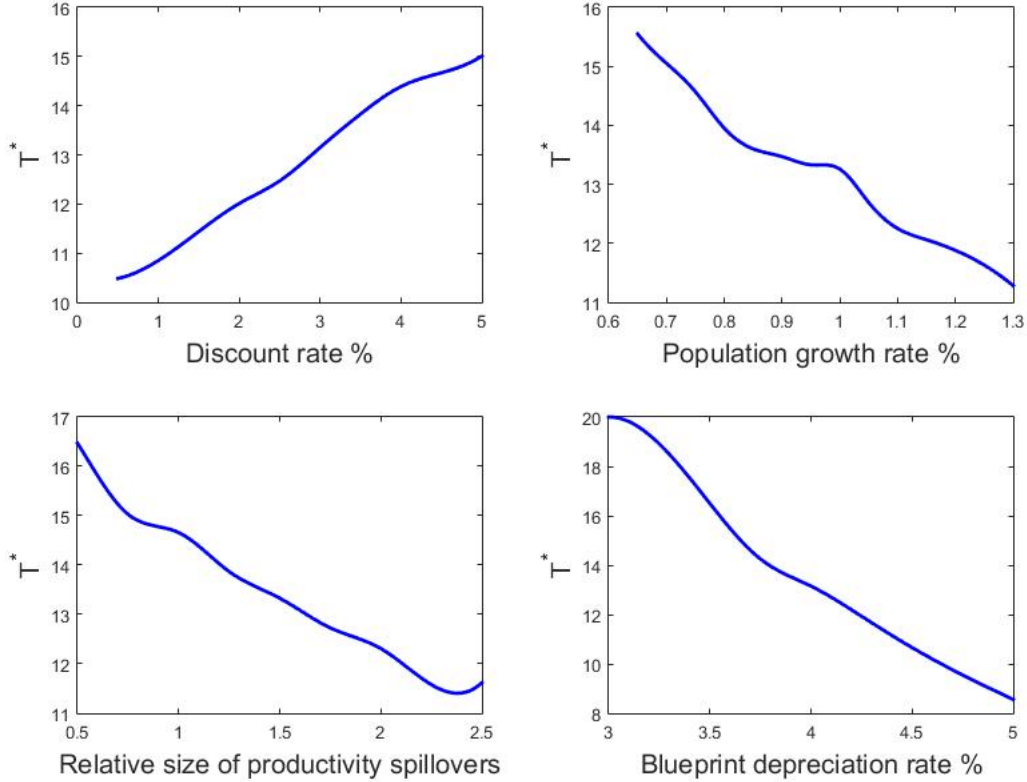 16
15
14
13
12
11
10
T*
0 1 2 3 4 5
Discount rate %
16
15
14
13
12
11
T*
0.6 0.7 0.8 0.9 1 1.1 1.2 1.3
Population growth rate %
17
16
15
14
13
12
11
T*
0.5 1 1.5 2 2.5
Relative size of productivity spillovers
20
18
16
14
12
10
8
T*
3 3.5 4 4.5 5
Blueprint depreciation rate %